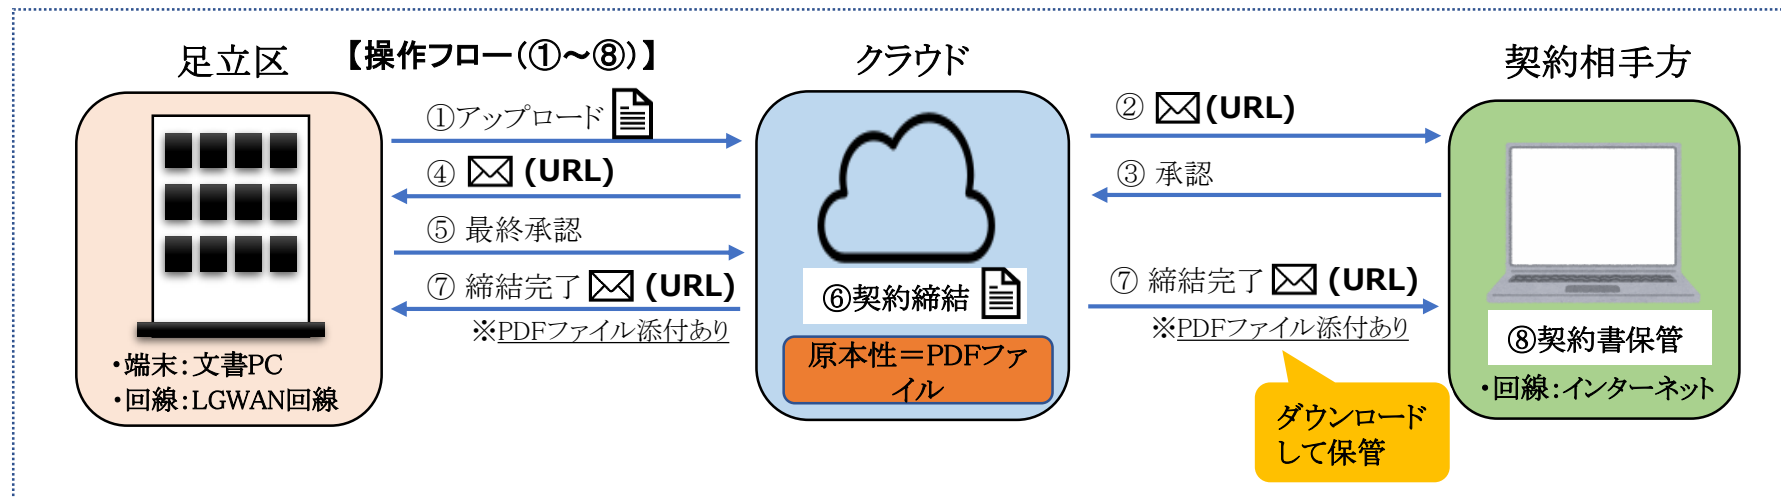 足立区
【操作フロー（①～⑧）】
クラウド
契約相手方
①アップロード
② (URL)
④ (URL)
③ 承認
⑤ 最終承認
⑦ 締結完了 (URL)
※PDFファイル添付あり
⑥契約締結
原本性＝PDFファ
イル
⑦ 締結完了 (URL)
※PDFファイル添付あり
⑧契約書保管
・端末：文書PC
・回線：LGWAN回線
・回線：インターネット
ダウンロード
して保管